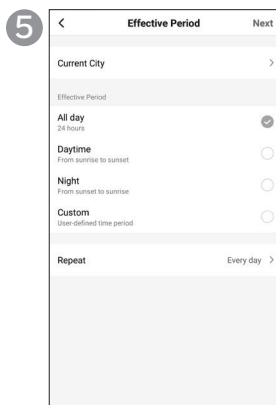 5
Effective Period Next
Current City
Effective Period
All day
24 hours
Daytime
From sunrise to sunset
Night
From sunset to sunrise
Custom
User-defined time period
Repeat Every day